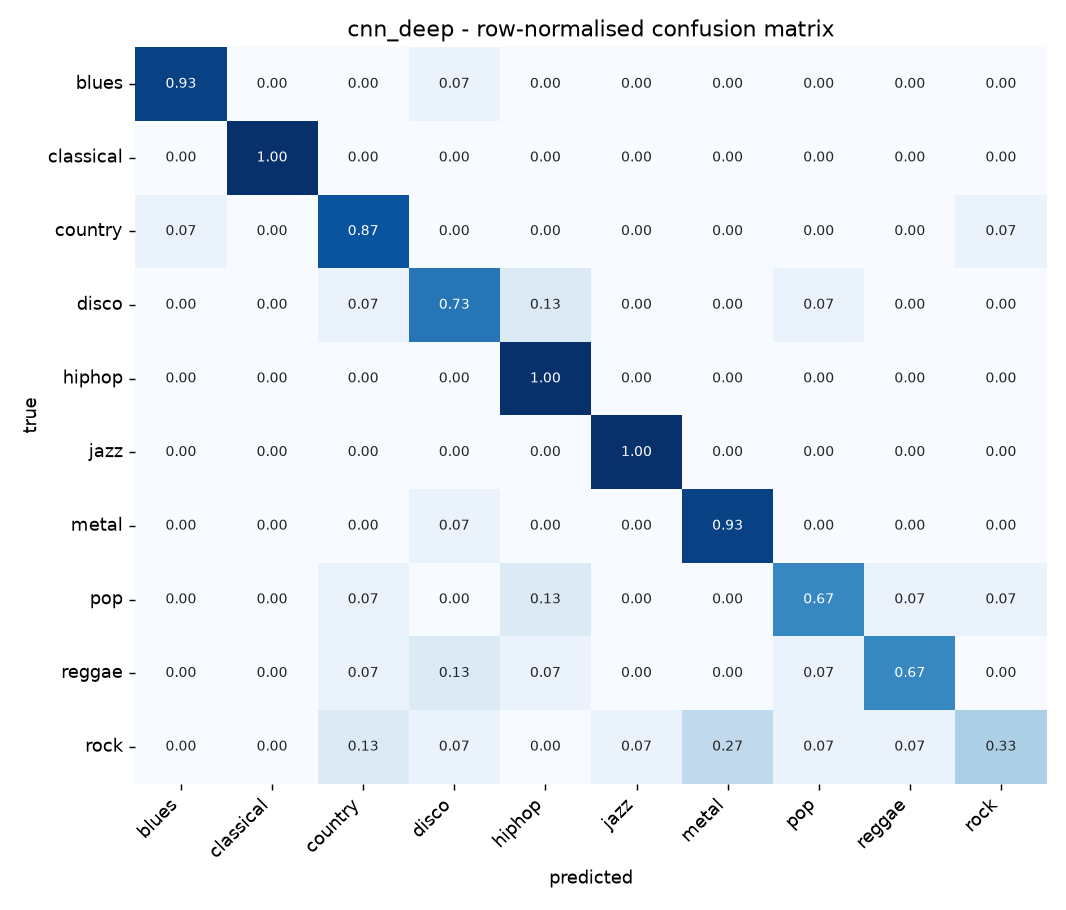 cnn_deep - row-normalised confusion matrix
blues 0.93 0.00 0.00 0.07 0.00 0.00 0.00 0.00 0.00 0.00
classical 0.00 1.00 0.00 0.00 0.00 0.00 0.00 0.00 0.00 0.00
country 0.07 0.00 0.87 0.00 0.00 0.00 0.00 0.00 0.00 0.07
disco 0.00 0.00 0.07 0.73 0.13 0.00 0.00 0.07 0.00 0.00
hiphop 0.00 0.00 0.00 0.00 1.00 0.00 0.00 0.00 0.00 0.00
true
jazz 0.00 0.00 0.00 0.00 0.00 1.00 0.00 0.00 0.00 0.00
metal 0.00 0.00 0.00 0.07 0.00 0.00 0.93 0.00 0.00 0.00
pop 0.00 0.00 0.07 0.00 0.13 0.00 0.00 0.67 0.07 0.07
reggae 0.00 0.00 0.07 0.13 0.07 0.00 0.00 0.07 0.67 0.00
rock 0.00 0.00 0.13 0.07 0.00 0.07 0.27 0.07 0.07 0.33
blues classical country disco hiphop jazz metal pop reggae rock
predicted